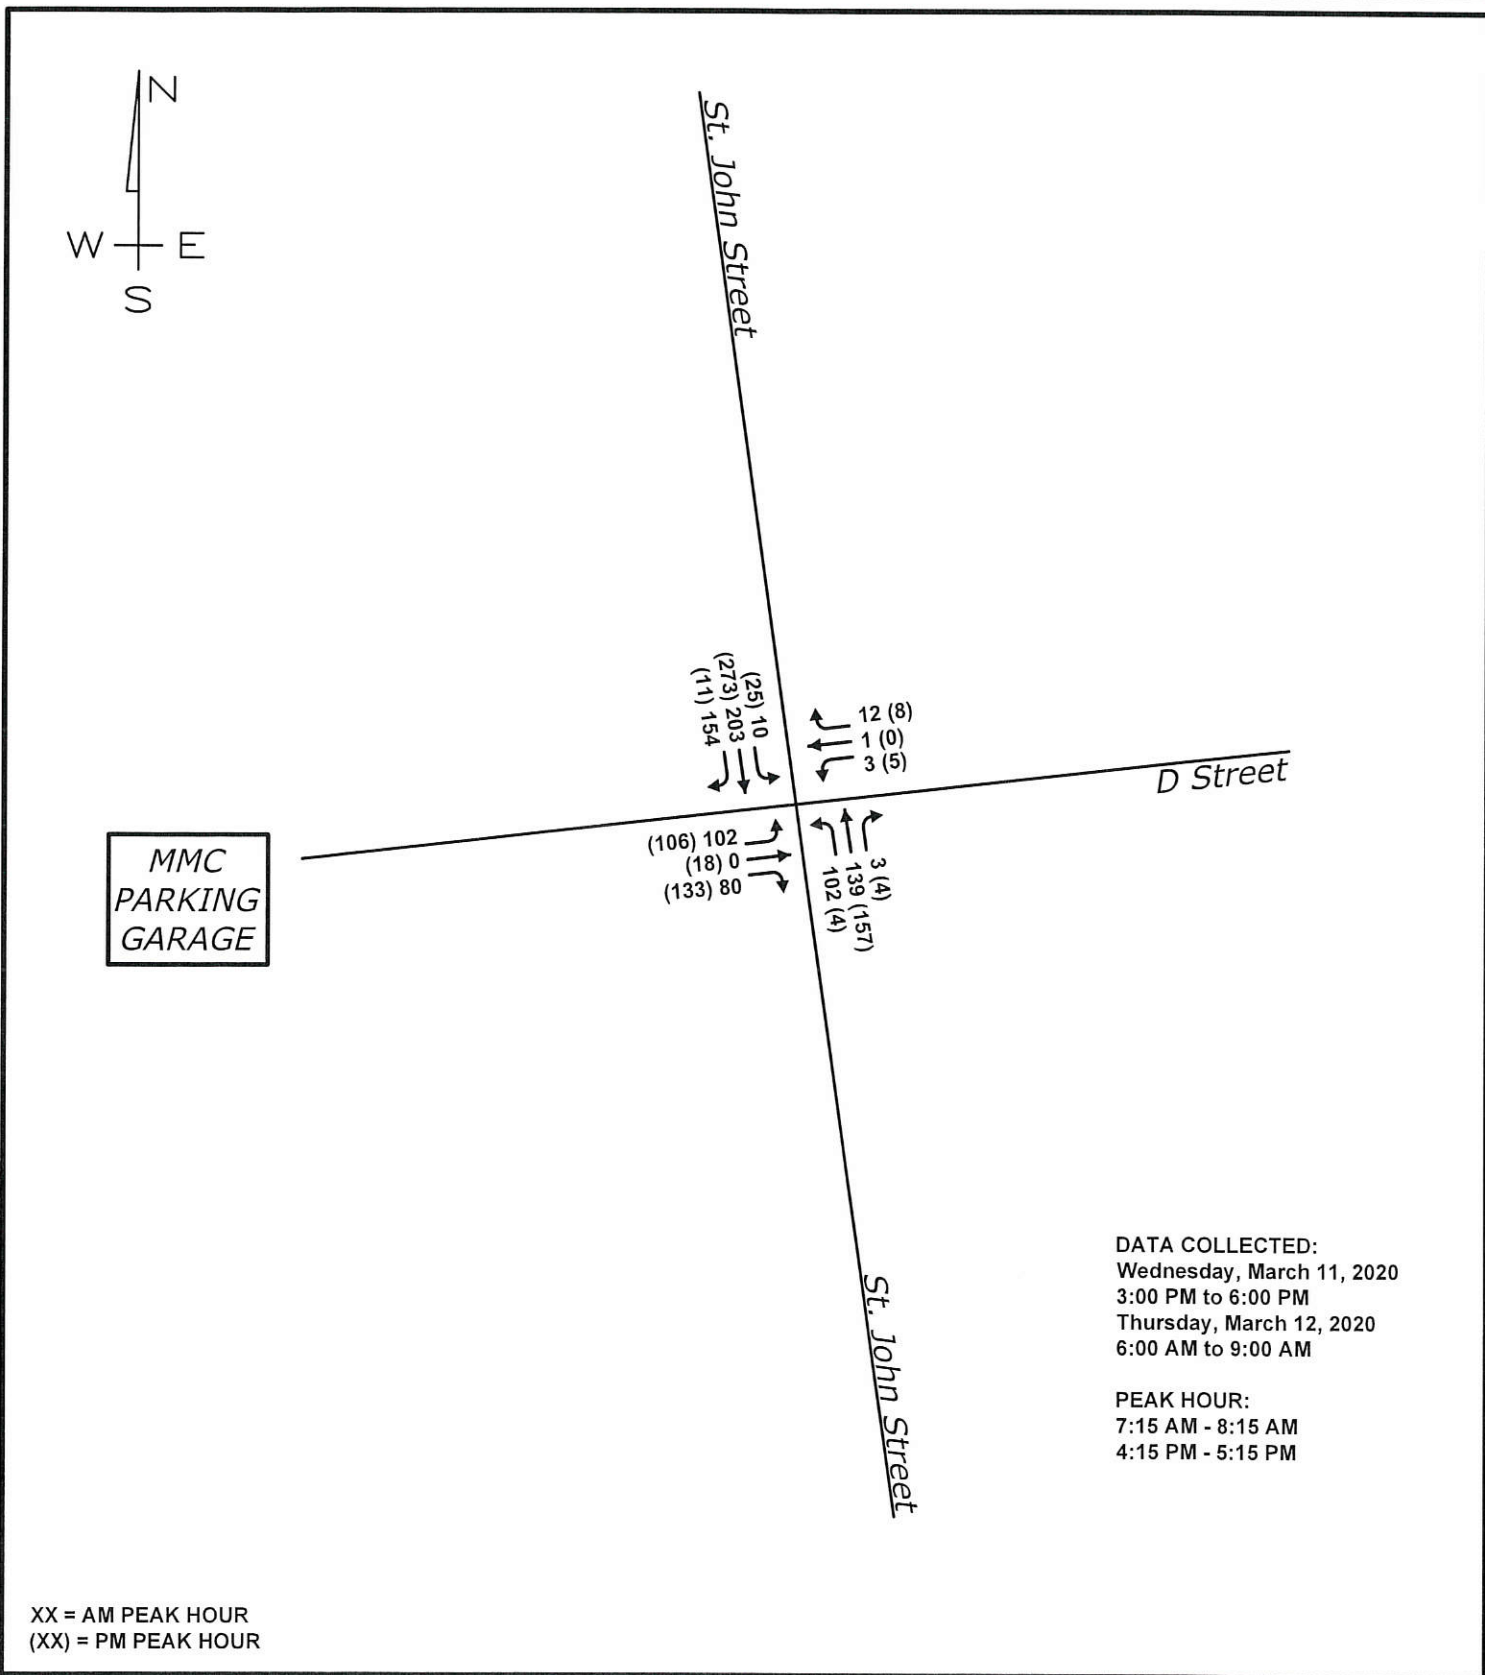 N
W E
S
St. John Street
(11) 154
(273) 203
(25) 10
12 (8)
1 (0)
3 (5)
D Street
(106) 102
(18) 0
(133) 80
102 (4)
139 (157)
3 (4)
MMC
PARKING
GARAGE
St. John Street
DATA COLLECTED:
Wednesday, March 11, 2020
3:00 PM to 6:00 PM
Thursday, March 12, 2020
6:00 AM to 9:00 AM
PEAK HOUR:
7:15 AM - 8:15 AM
4:15 PM - 5:15 PM
XX = AM PEAK HOUR
(XX) = PM PEAK HOUR